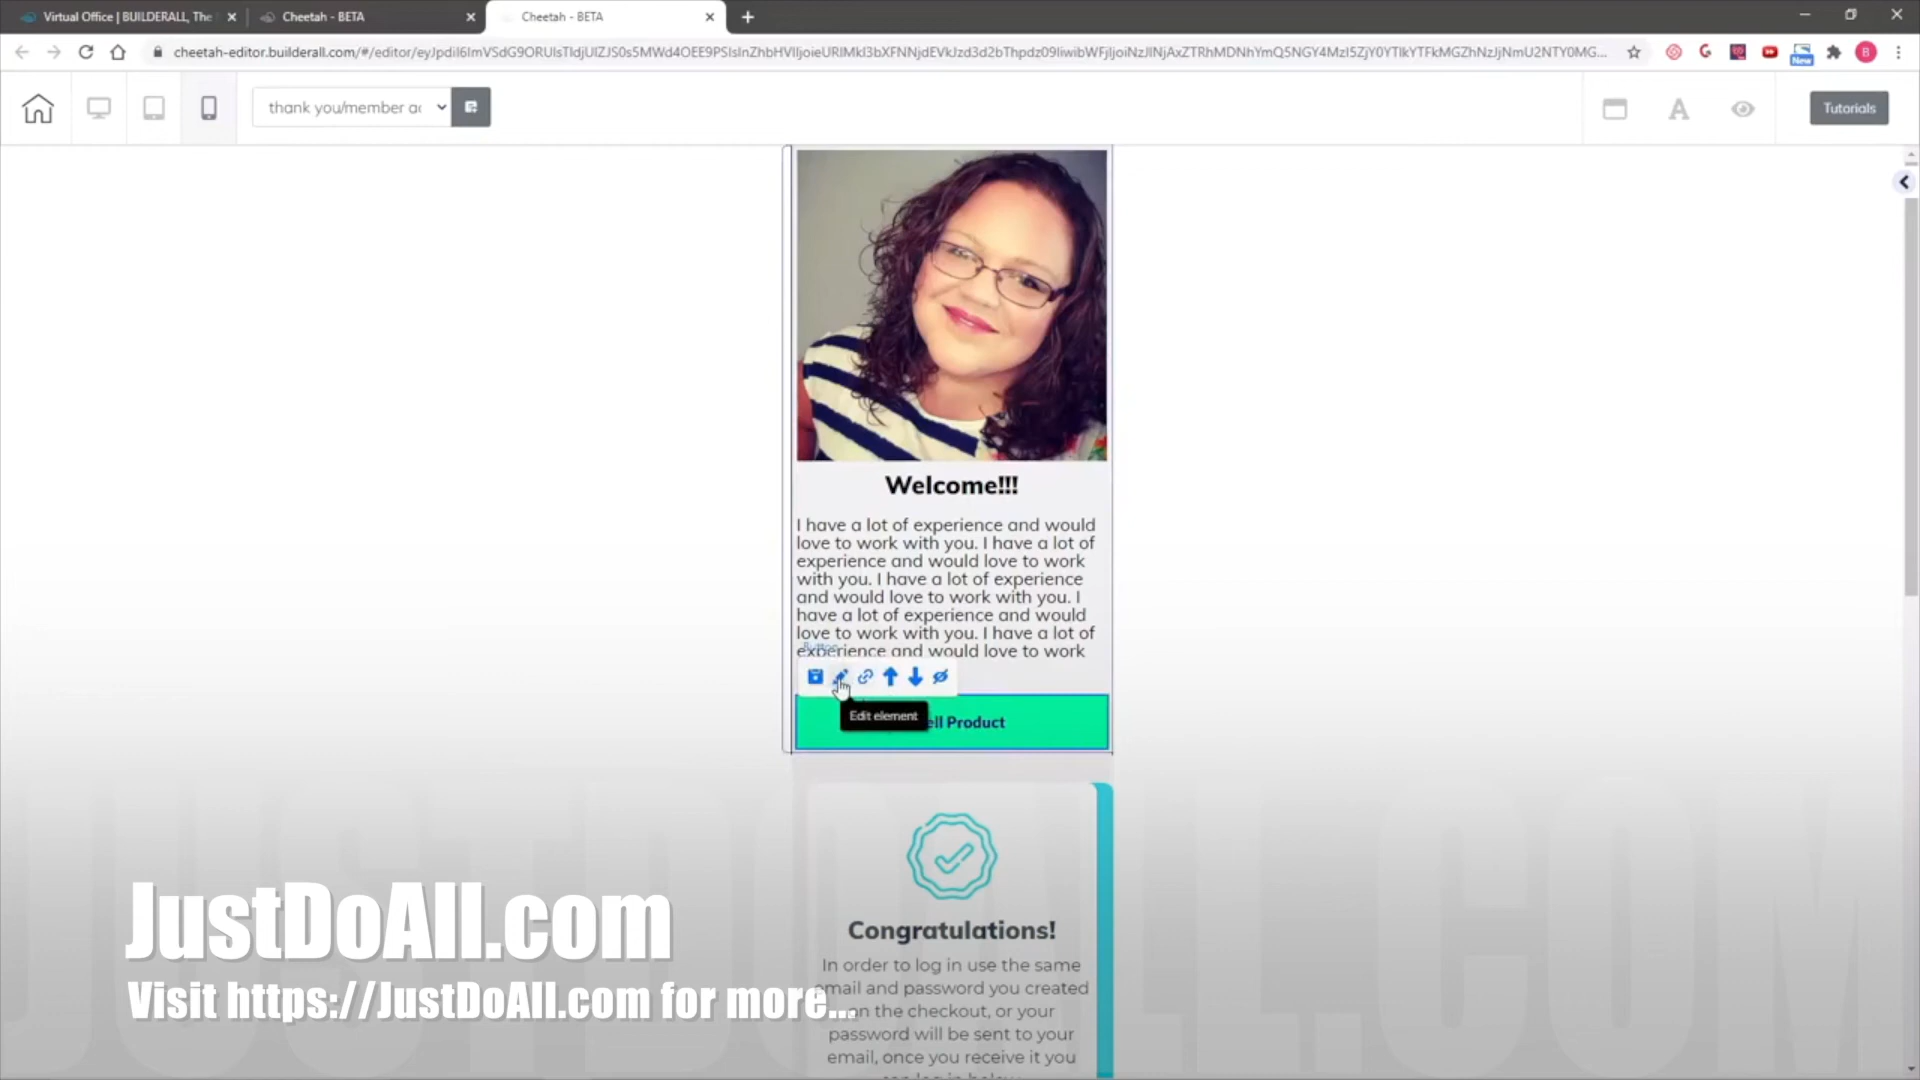 Virtual Office | BUILDERALL, The
Cheetah - BETA
Cheetah - BETA
thank you/member ac
A
Tutorials
New
B
Welcome!!!
I have a lot of experience and would
love to work with you. I have a lot of
experience and would love to work
with you. I have a lot of experience
and would love to work with you. I
have a lot of experience and would
love to work with you. I have a lot of
experience and would love to work
Button
Edit element
ell Product
Congratulations!
In order to log in use the same
email and password you created
on the checkout, or your
password will be sent to your
email, once you receive it you
JustDoAll.com
Visit https://JustDoAll.com for more...
JUSTDOALL.COM